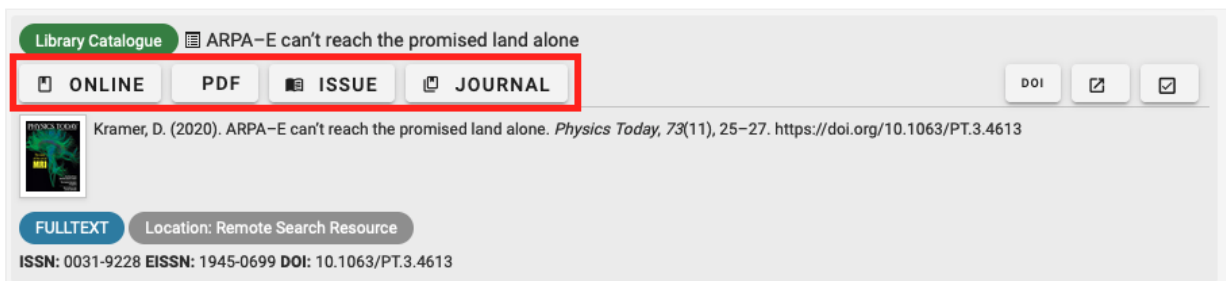 Library Catalogue ARPA–E can't reach the promised land alone
ONLINE PDF ISSUE JOURNAL DOI
PHYSICS TODAY
Kramer, D. (2020). ARPA–E can't reach the promised land alone. Physics Today, 73(11), 25–27. https://doi.org/10.1063/PT.3.4613
FULLTEXT Location: Remote Search Resource
ISSN: 0031-9228 EISSN: 1945-0699 DOI: 10.1063/PT.3.4613